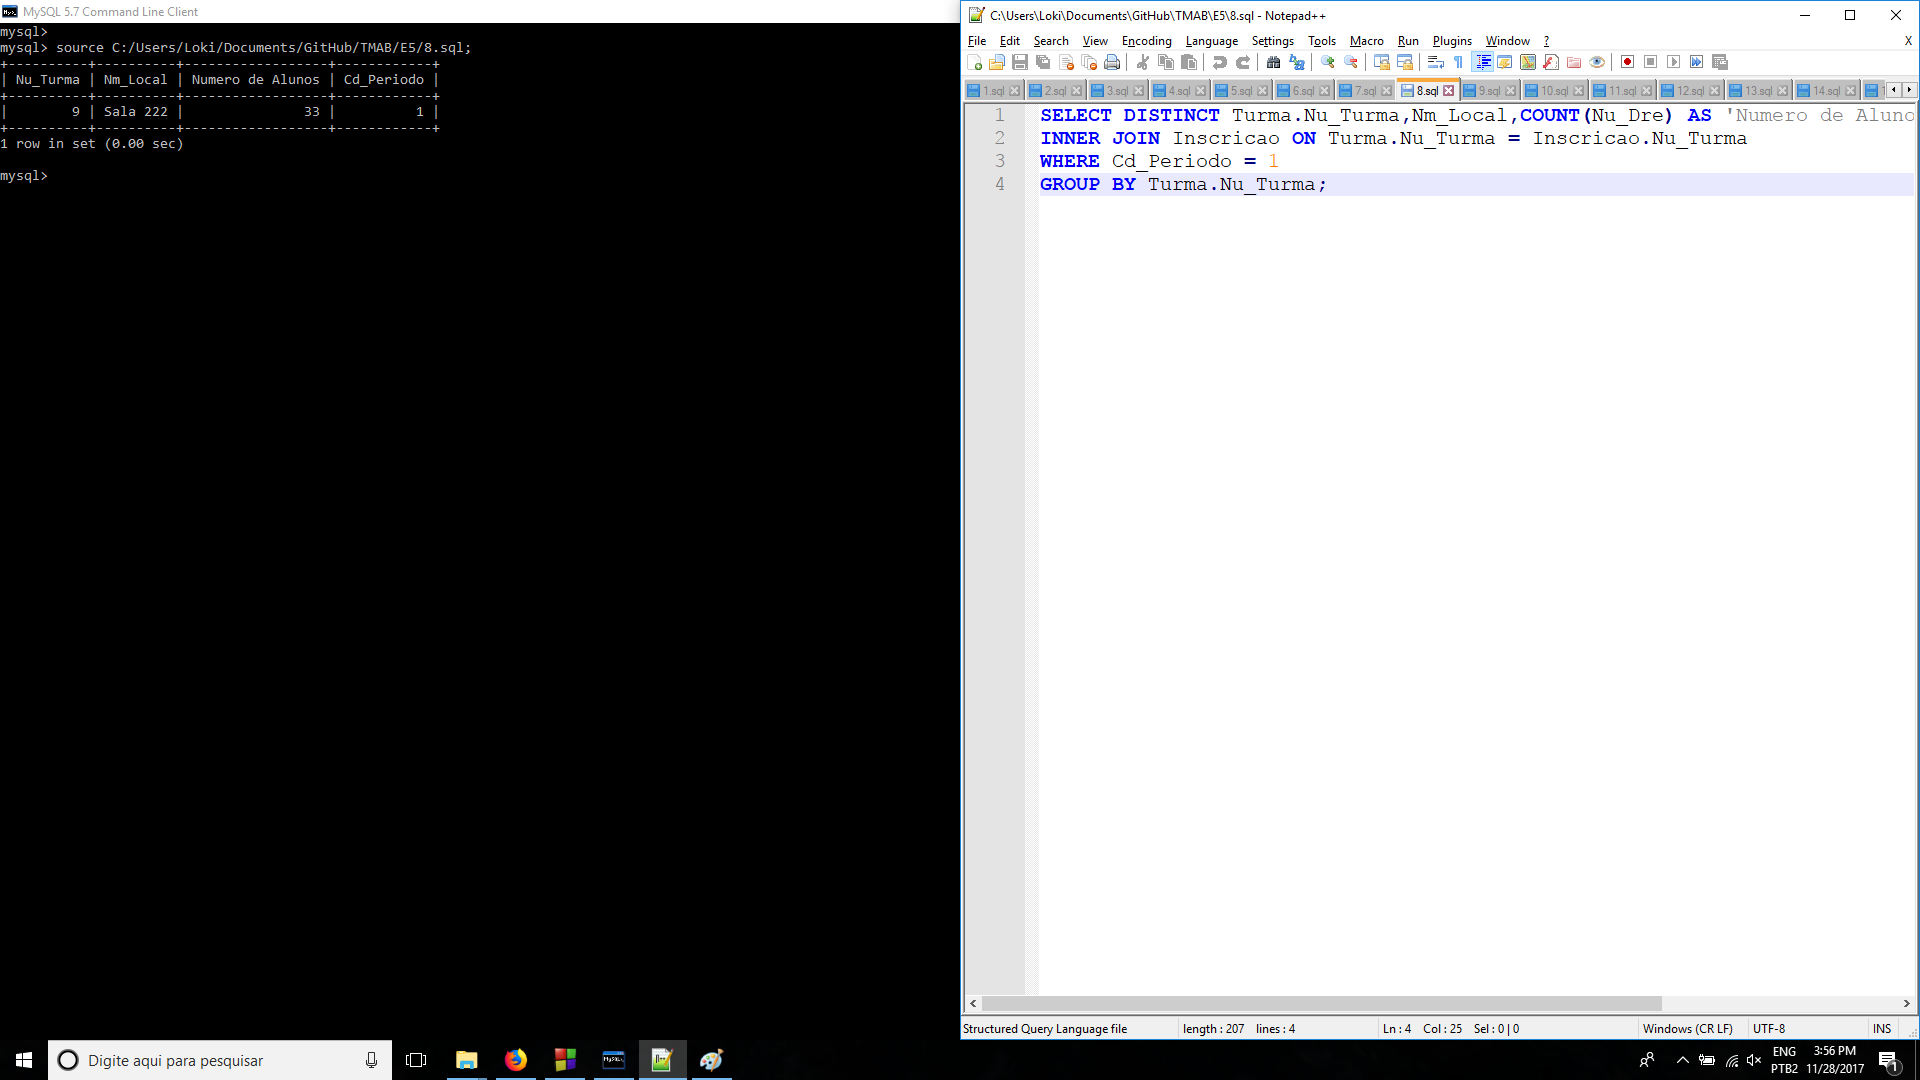 MySQL 5.7 Command Line Client
mysql>
mysql> source C:/Users/Loki/Documents/GitHub/TMAB/E5/8.sql;
+----------+----------+------------------+------------+
| Nu_Turma | Nm_Local | Numero de Alunos | Cd_Periodo |
+----------+----------+------------------+------------+
|        9 | Sala 222 |               33 |          1 |
+----------+----------+------------------+------------+
1 row in set (0.00 sec)
mysql>
C:\Users\Loki\Documents\GitHub\TMAB\E5\8.sql - Notepad++
File Edit Search View Encoding Language Settings Tools Macro Run Plugins Window ? X
1.sql 2.sql 3.sql 4.sql 5.sql 6.sql 7.sql 8.sql 9.sql 10.sql 11.sql 12.sql 13.sql 14.sql 1
1 SELECT DISTINCT Turma.Nu_Turma,Nm_Local,COUNT(Nu_Dre) AS 'Numero de Aluno
2 INNER JOIN Inscricao ON Turma.Nu_Turma = Inscricao.Nu_Turma
3 WHERE Cd_Periodo = 1
4 GROUP BY Turma.Nu_Turma;
Structured Query Language file length : 207 lines : 4 Ln : 4 Col : 25 Sel : 0 | 0 Windows (CR LF) UTF-8 INS
Digite aqui para pesquisar
ENG 3:56 PM
PTB2 11/28/2017 1